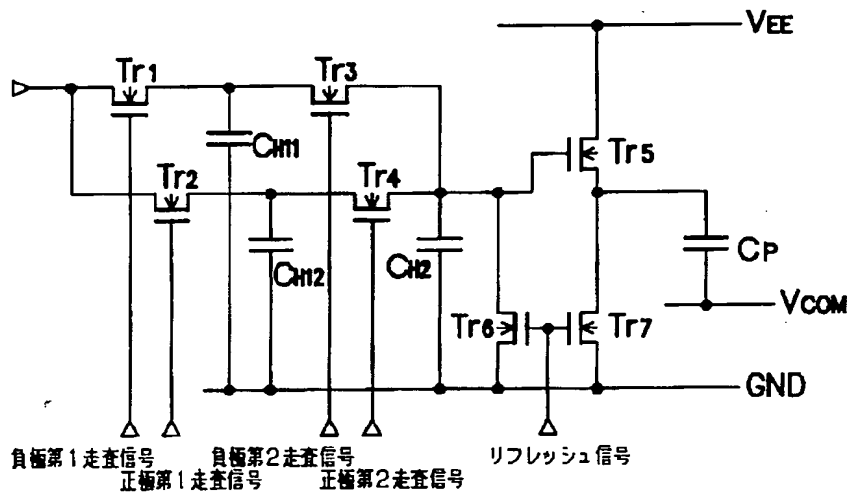 VEE
Tr1
Tr3
CH11
Tr5
Tr2
Tr4
CH12
CH2
CP
Tr6
Tr7
VCOM
GND
負極第1走査信号
負極第2走査信号
リフレッシュ信号
正極第1走査信号
正極第2走査信号